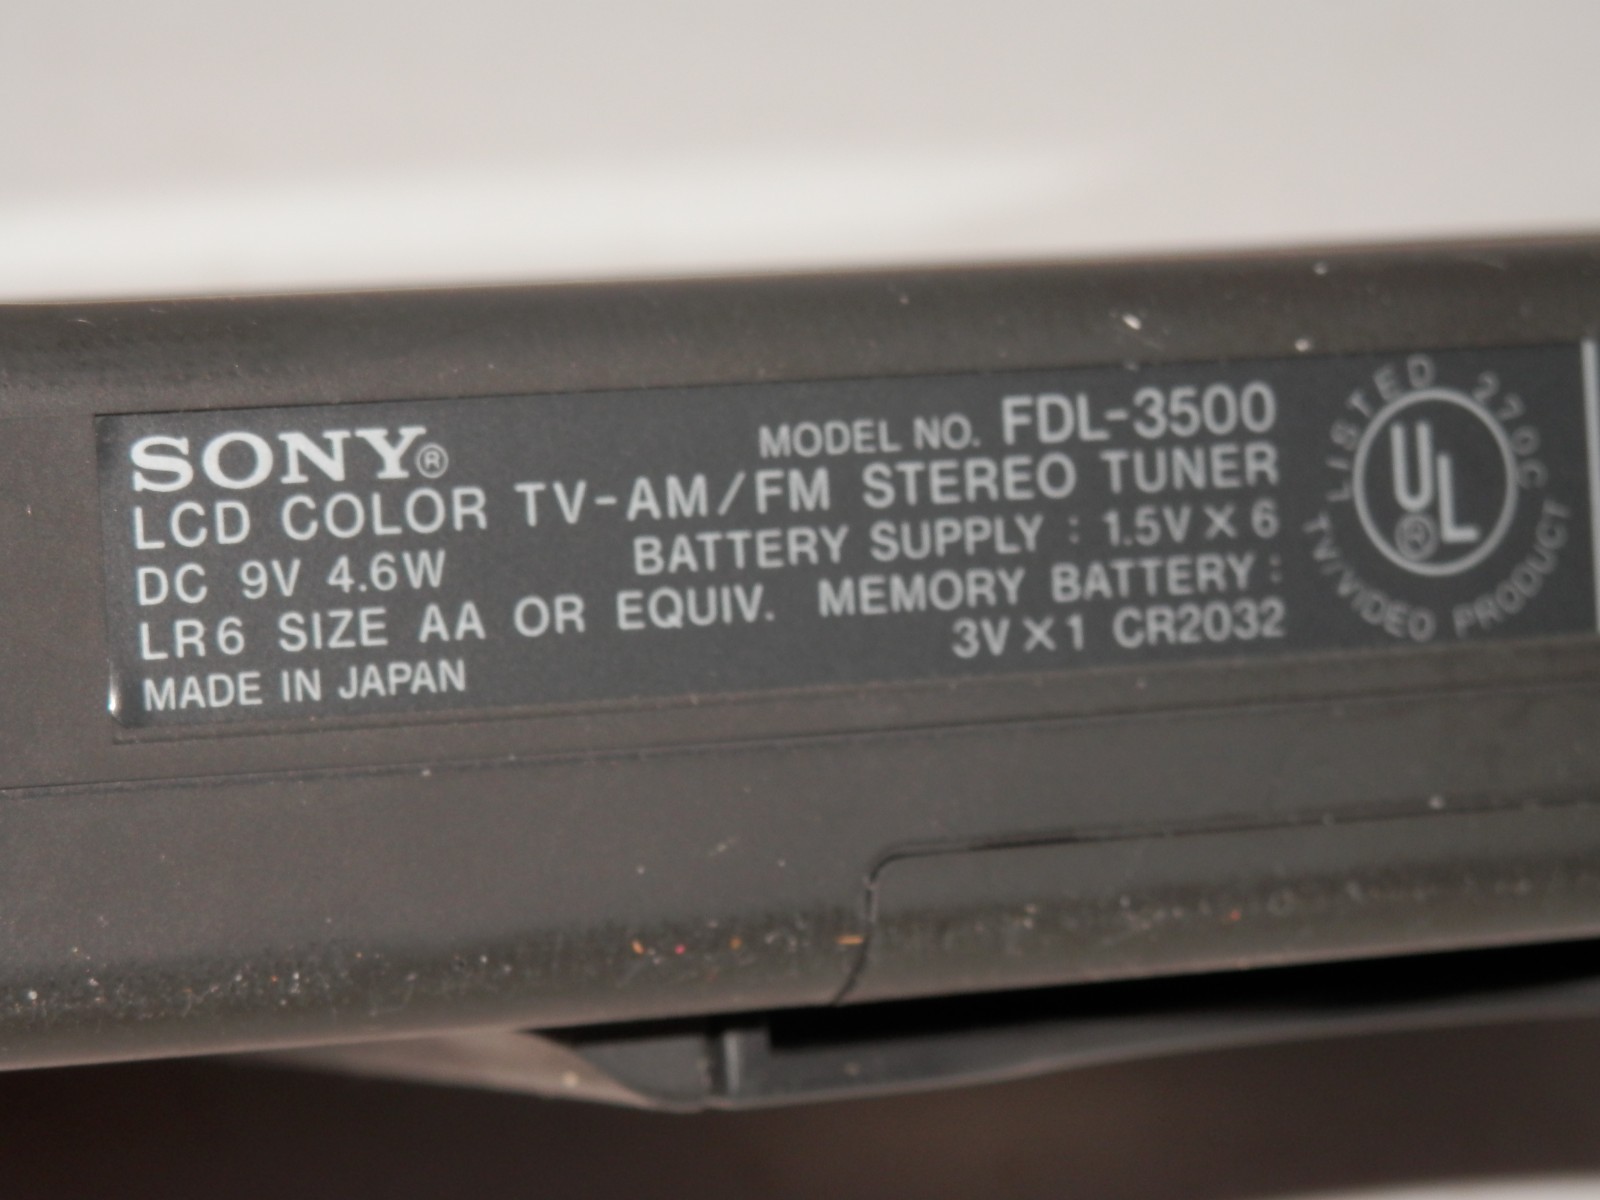 SONY®
MODEL NO. FDL-3500
LCD COLOR TV-AM/FM STEREO TUNER
DC 9V 4.6W BATTERY SUPPLY : 1.5V X 6
LR6 SIZE AA OR EQUIV. MEMORY BATTERY :
3V X 1 CR2032
MADE IN JAPAN
LISTED 270C
UL®
TV/VIDEO PRODUCT